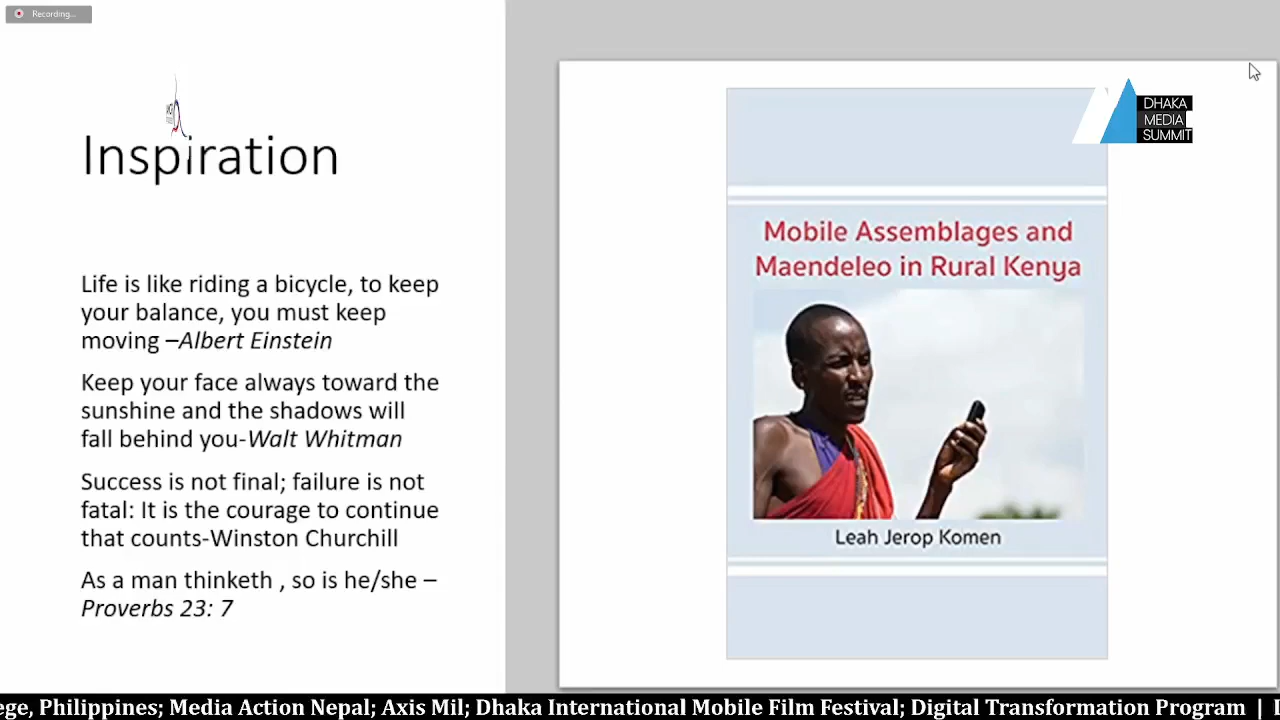 Recording...
Inspiration
Life is like riding a bicycle, to keep
your balance, you must keep
moving –Albert Einstein
Keep your face always toward the
sunshine and the shadows will
fall behind you-Walt Whitman
Success is not final; failure is not
fatal: It is the courage to continue
that counts-Winston Churchill
As a man thinketh , so is he/she –
Proverbs 23: 7
DHAKA
MEDIA
SUMMIT
Mobile Assemblages and
Maendeleo in Rural Kenya
Leah Jerop Komen
ege, Philippines; Media Action Nepal; Axis Mil; Dhaka International Mobile Film Festival; Digital Transformation Program |